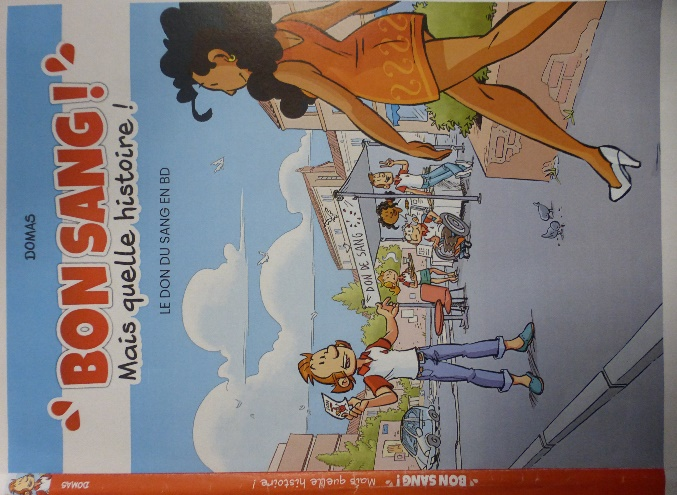 DOMAS
BON SANG !
Mais quelle histoire !
LE DON DU SANG EN BD
DON DE SANG
BON SANG ! Mais quelle histoire ! DOMAS